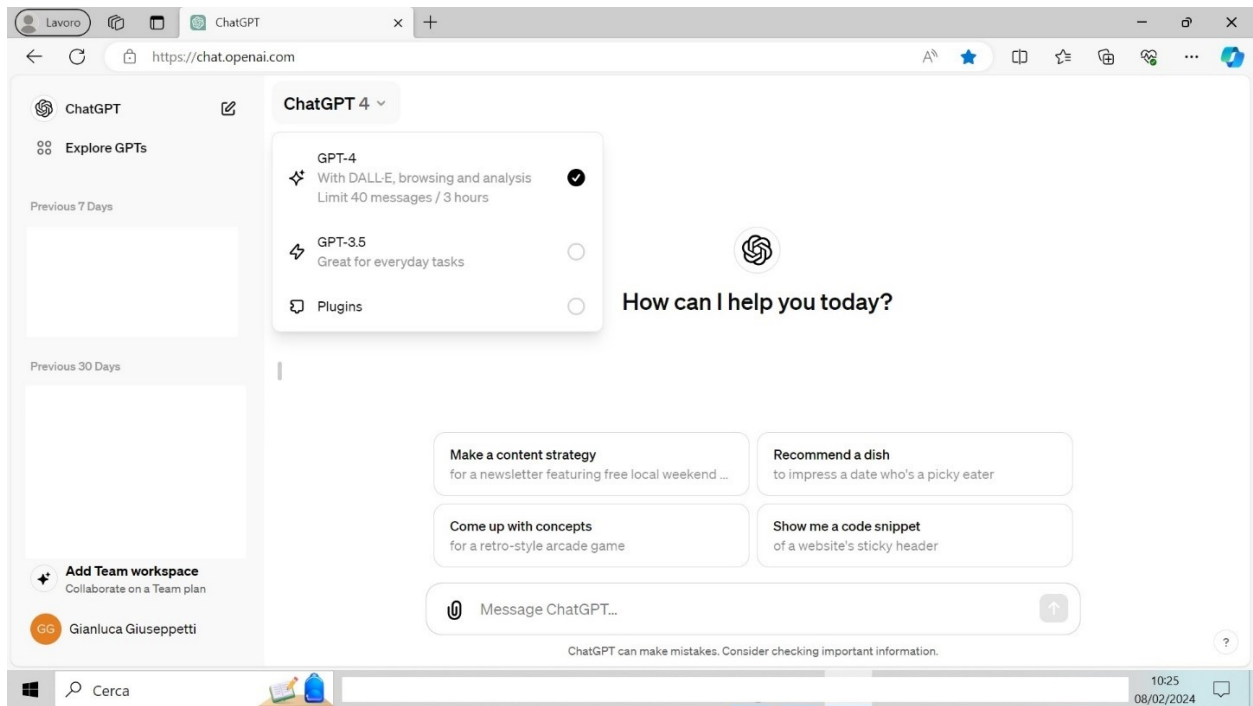 Lavoro
ChatGPT
https://chat.openai.com
ChatGPT
Explore GPTs
Previous 7 Days
Previous 30 Days
Add Team workspace
Collaborate on a Team plan
GG
Gianluca Giuseppetti
ChatGPT 4
GPT-4
With DALL·E, browsing and analysis
Limit 40 messages / 3 hours
GPT-3.5
Great for everyday tasks
Plugins
How can I help you today?
Make a content strategy
for a newsletter featuring free local weekend ...
Recommend a dish
to impress a date who's a picky eater
Come up with concepts
for a retro-style arcade game
Show me a code snippet
of a website's sticky header
Message ChatGPT...
ChatGPT can make mistakes. Consider checking important information.
?
Cerca
10:25
08/02/2024